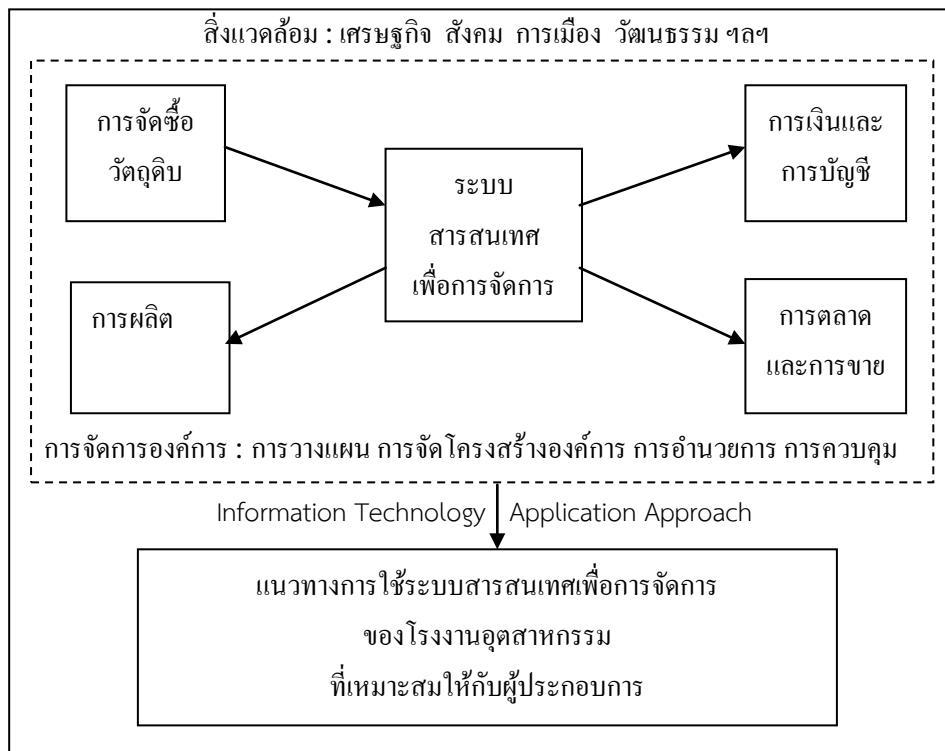 สิ่งแวดล้อม : เศรษฐกิจ สังคม การเมือง วัฒนธรรม ฯลฯ
การจัดซื้อ
วัตถุดิบ
การเงินและ
การบัญชี
ระบบ
สารสนเทศ
เพื่อการจัดการ
การผลิต
การตลาด
และการขาย
การจัดการองค์การ : การวางแผน การจัดโครงสร้างองค์การ การอำนวยการ การควบคุม
Information Technology Application Approach
แนวทางการใช้ระบบสารสนเทศเพื่อการจัดการ
ของโรงงานอุตสาหกรรม
ที่เหมาะสมให้กับผู้ประกอบการ